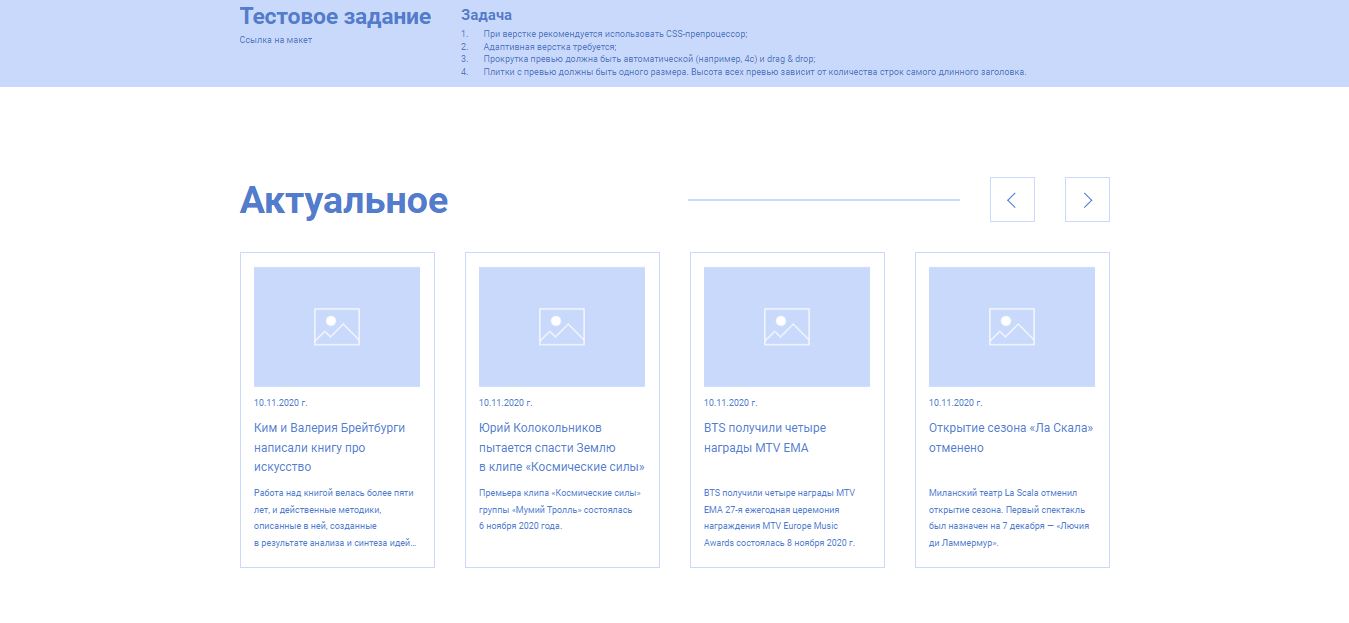 Тестовое задание
Ссылка на макет
Задача
1. При верстке рекомендуется использовать CSS-препроцессор;
2. Адаптивная верстка требуется;
3. Прокрутка превью должна быть автоматической (например, 4с) и drag & drop;
4. Плитки с превью должны быть одного размера. Высота всех превью зависит от количества строк самого длинного заголовка.
Актуальное
10.11.2020 г.
Ким и Валерия Брейтбурги
написали книгу про
искусство
Работа над книгой велась более пяти
лет, и действенные методики,
описанные в ней, созданные
в результате анализа и синтеза идей...
10.11.2020 г.
Юрий Колокольников
пытается спасти Землю
в клипе «Космические силы»
Премьера клипа «Космические силы»
группы «Мумий Тролль» состоялась
6 ноября 2020 года.
10.11.2020 г.
BTS получили четыре
награды MTV EMA
BTS получили четыре награды MTV
EMA 27-я ежегодная церемония
награждения MTV Europe Music
Awards состоялась 8 ноября 2020 г.
10.11.2020 г.
Открытие сезона «Ла Скала»
отменено
Миланский театр La Scala отменил
открытие сезона. Первый спектакль
был назначен на 7 декабря — «Лючия
ди Ламмермур».